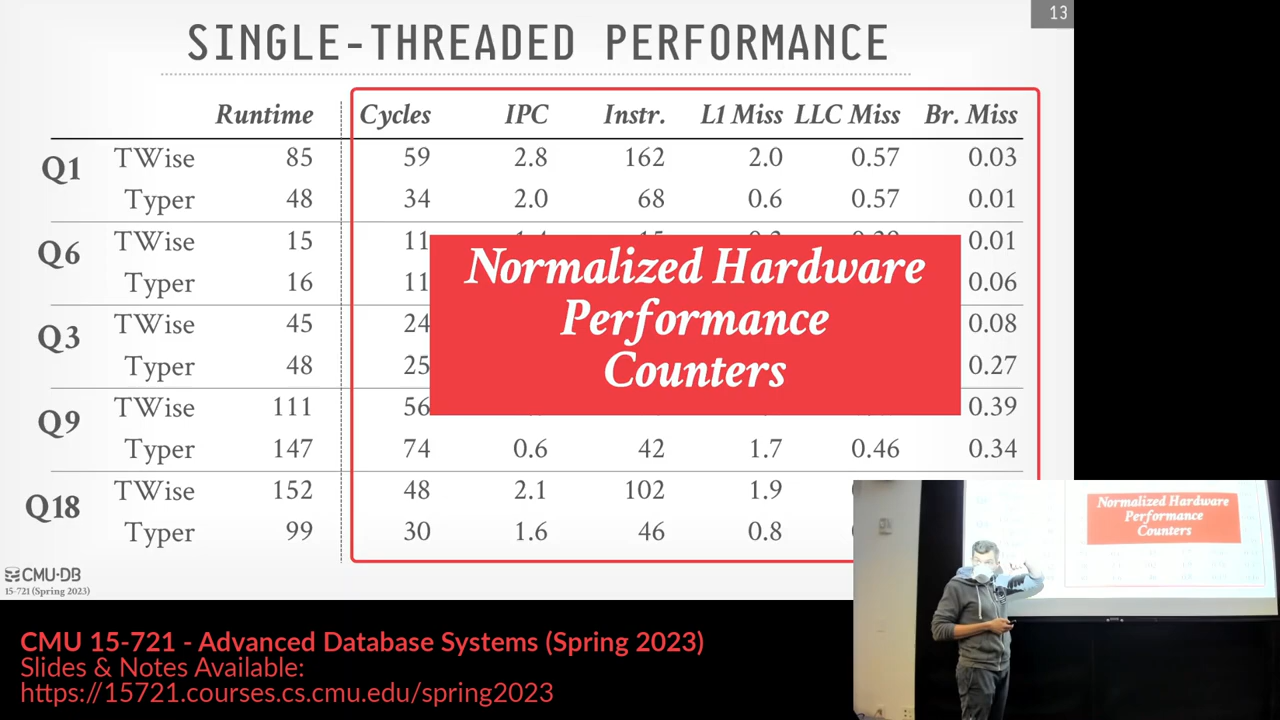 13
SINGLE-THREADED PERFORMANCE
Runtime Cycles IPC Instr. L1 Miss LLC Miss Br. Miss
Q1 TWise 85 59 2.8 162 2.0 0.57 0.03
Typer 48 34 2.0 68 0.6 0.57 0.01
Q6 TWise 15 11 0.01
Typer 16 11 0.06
Q3 TWise 45 24 0.08
Typer 48 25 0.27
Q9 TWise 111 56 0.39
Typer 147 74 0.6 42 1.7 0.46 0.34
Q18 TWise 152 48 2.1 102 1.9
Typer 99 30 1.6 46 0.8
Normalized Hardware
Performance
Counters
CMU·DB
15-721 (Spring 2023)
Normalized Hardware
Performance
Counters
CMU 15-721 - Advanced Database Systems (Spring 2023)
Slides & Notes Available:
https://15721.courses.cs.cmu.edu/spring2023